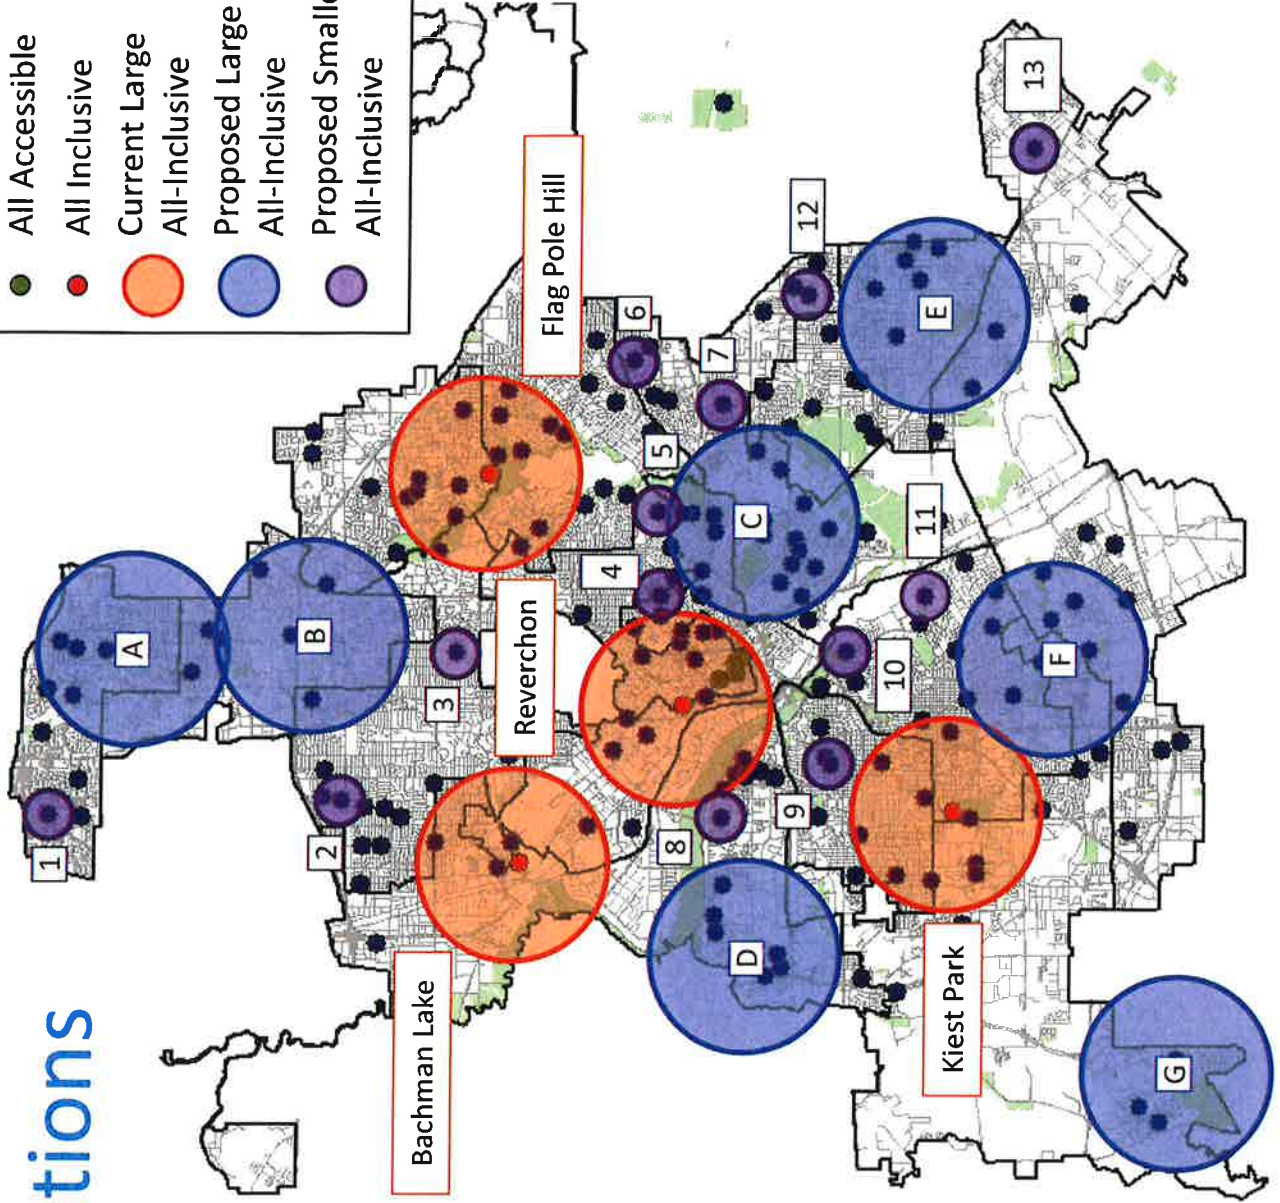 tions
All Accessible
All Inclusive
Current Large
All-Inclusive
Proposed Large
All-Inclusive
Proposed Smalle
All-Inclusive
1
A
B
2
3
Flag Pole Hill
Bachman Lake
Reverchon
4
5
6
7
8
C
D
9
10
11
12
13
E
F
Kiest Park
G